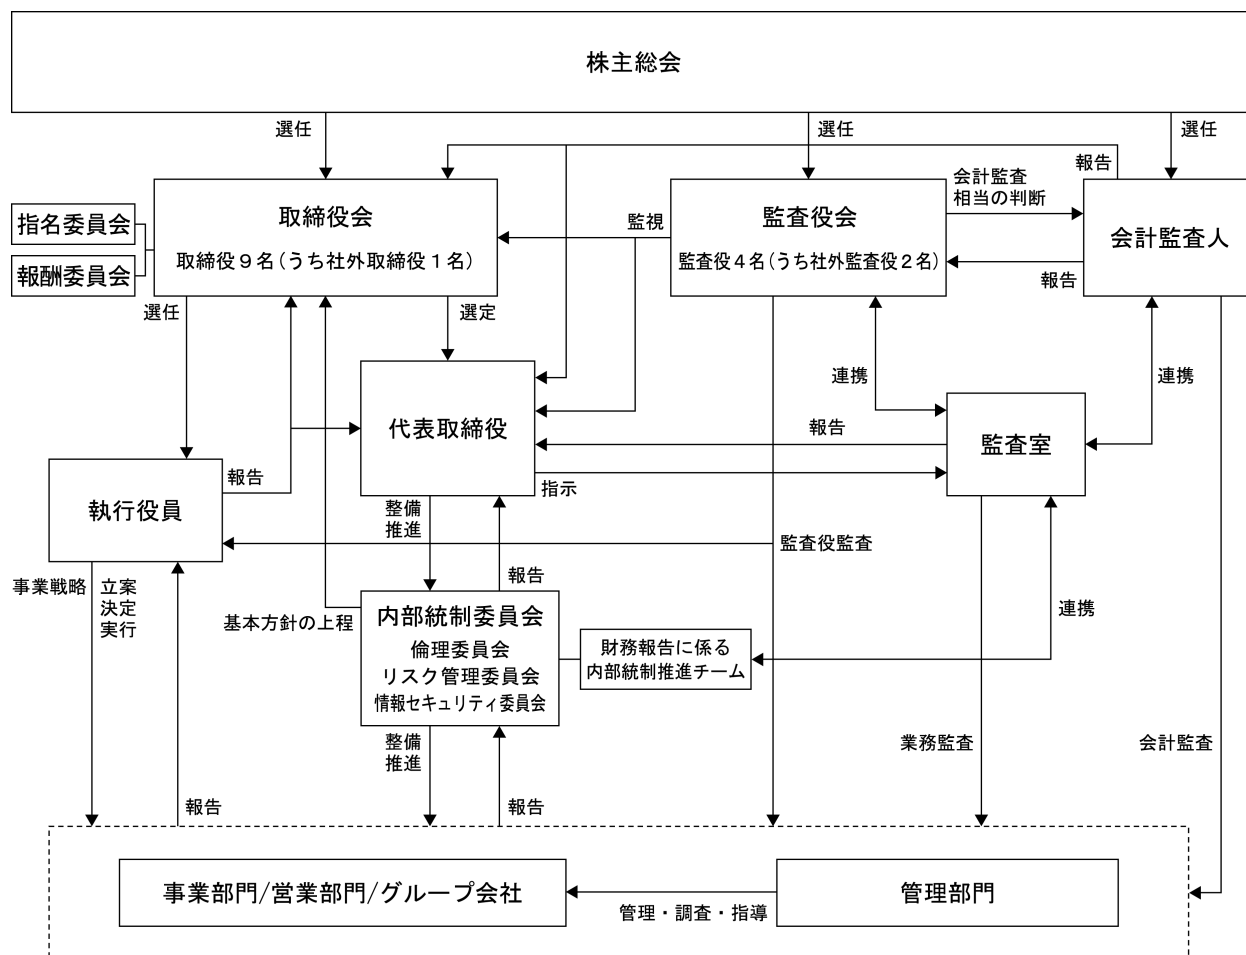 株主総会
選任
選任
選任
報告
取締役会
取締役9名(うち社外取締役1名)
指名委員会
報酬委員会
監視
監査役会
監査役4名(うち社外監査役2名)
会計監査
相当の判断
報告
会計監査人
選任
選定
連携
連携
代表取締役
報告
指示
監査室
執行役員
報告
整備
推進
監査役監査
事業戦略
立案
決定
実行
基本方針の上程
報告
内部統制委員会
倫理委員会
リスク管理委員会
情報セキュリティ委員会
財務報告に係る
内部統制推進チーム
連携
整備
推進
業務監査
会計監査
報告
報告
事業部門/営業部門/グループ会社
管理・調査・指導
管理部門